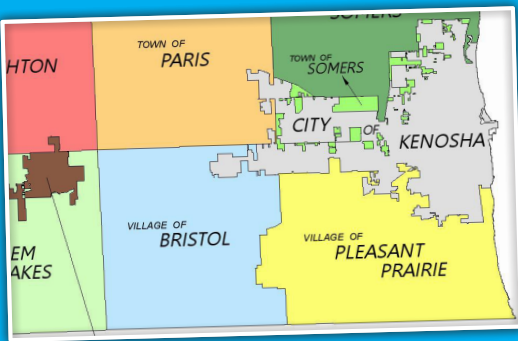 SOMERS
HTON
TOWN OF
PARIS
TOWN OF
SOMERS
CITY OF KENOSHA
VILLAGE OF
BRISTOL
VILLAGE OF
PLEASANT
PRAIRIE
EM
AKES